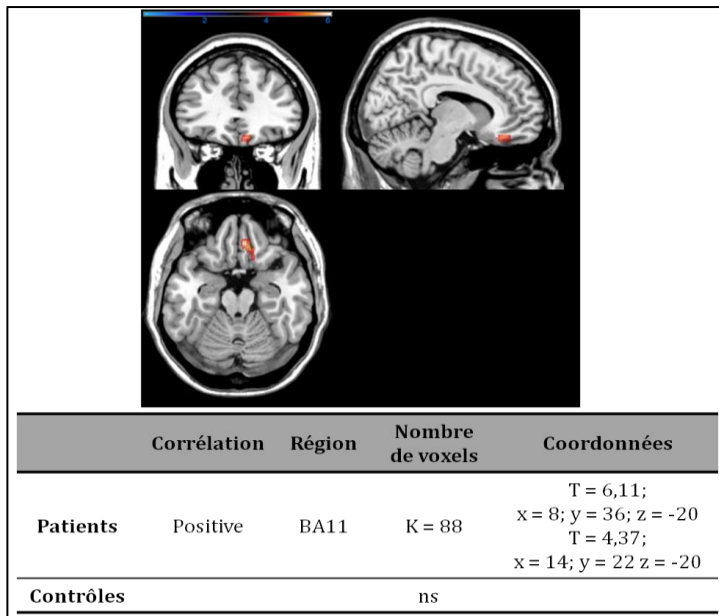 2 4 6
Corrélation Région Nombre de voxels Coordonnées
Patients Positive BA11 K = 88 T = 6,11;
x = 8; y = 36; z = -20
T = 4,37;
x = 14; y = 22 z = -20
Contrôles ns